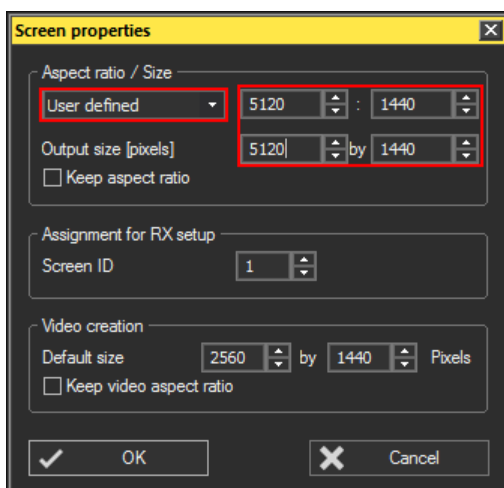 Screen properties
Aspect ratio / Size
User defined 5120 : 1440
Output size [pixels] 5120 by 1440
Keep aspect ratio
Assignment for RX setup
Screen ID 1
Video creation
Default size 2560 by 1440 Pixels
Keep video aspect ratio
OK Cancel